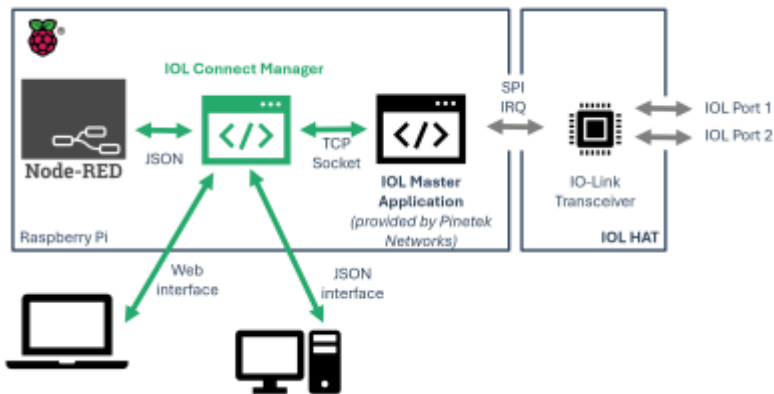 ®
IOL Connect Manager
Node-RED
JSON
TCP
Socket
IOL Master
Application
(provided by Pinetek
Networks)
SPI
IRQ
IO-Link
Transceiver
IOL Port 1
IOL Port 2
Raspberry Pi
IOL HAT
Web
interface
JSON
interface